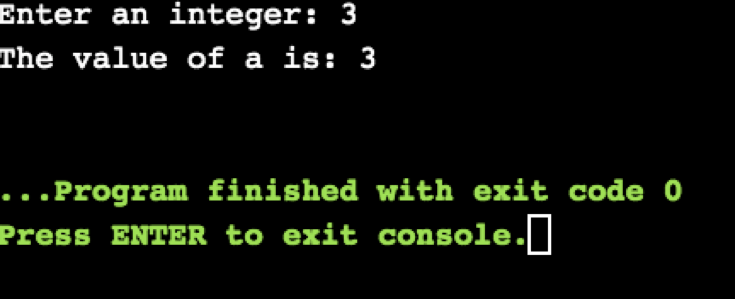 Enter an integer: 3
The value of a is: 3
...Program finished with exit code 0
Press ENTER to exit console.